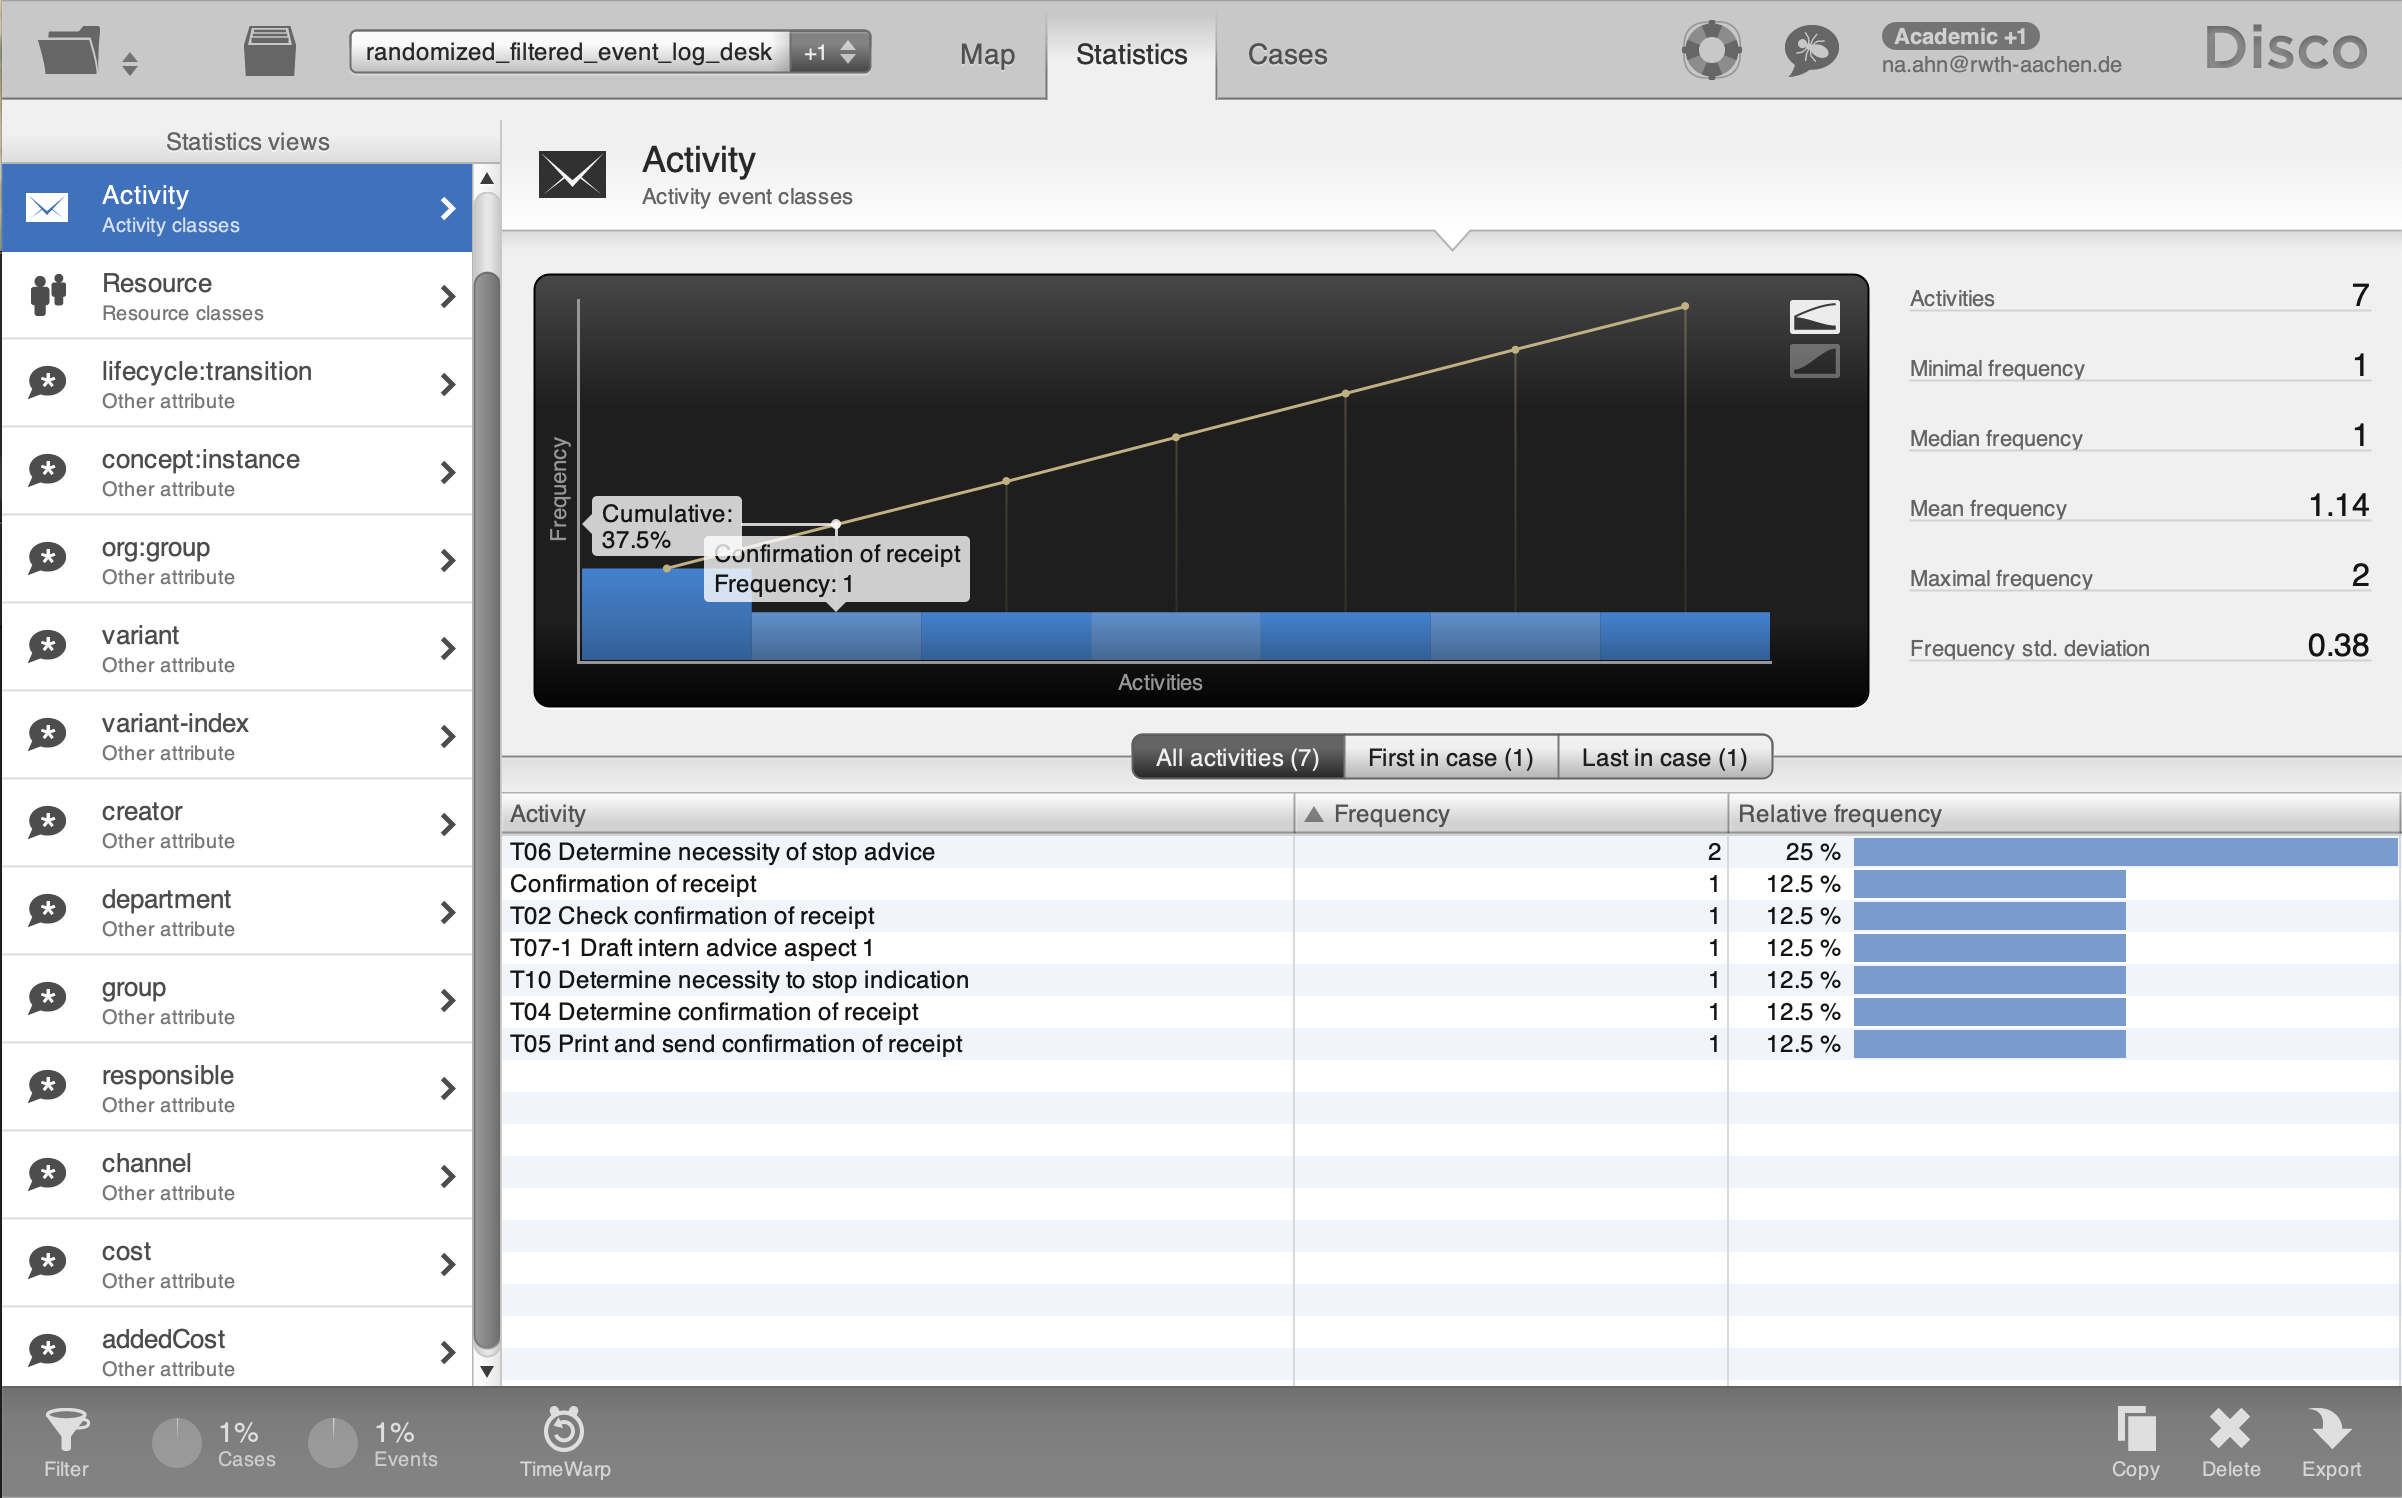 randomized_filtered_event_log_desk +1
Map
Statistics
Cases
Academic +1
na.ahn@rwth-aachen.de
Disco
Statistics views
Activity
Activity classes
Resource
Resource classes
lifecycle:transition
Other attribute
concept:instance
Other attribute
org:group
Other attribute
variant
Other attribute
variant-index
Other attribute
creator
Other attribute
department
Other attribute
group
Other attribute
responsible
Other attribute
channel
Other attribute
cost
Other attribute
addedCost
Other attribute
Activity
Activity event classes
Frequency
Cumulative:
37.5%
Confirmation of receipt
Frequency: 1
Activities
Activities 7
Minimal frequency 1
Median frequency 1
Mean frequency 1.14
Maximal frequency 2
Frequency std. deviation 0.38
All activities (7) First in case (1) Last in case (1)
Activity Frequency Relative frequency
T06 Determine necessity of stop advice 2 25 %
Confirmation of receipt 1 12.5 %
T02 Check confirmation of receipt 1 12.5 %
T07-1 Draft intern advice aspect 1 1 12.5 %
T10 Determine necessity to stop indication 1 12.5 %
T04 Determine confirmation of receipt 1 12.5 %
T05 Print and send confirmation of receipt 1 12.5 %
Filter
1%
Cases
1%
Events
TimeWarp
Copy
Delete
Export